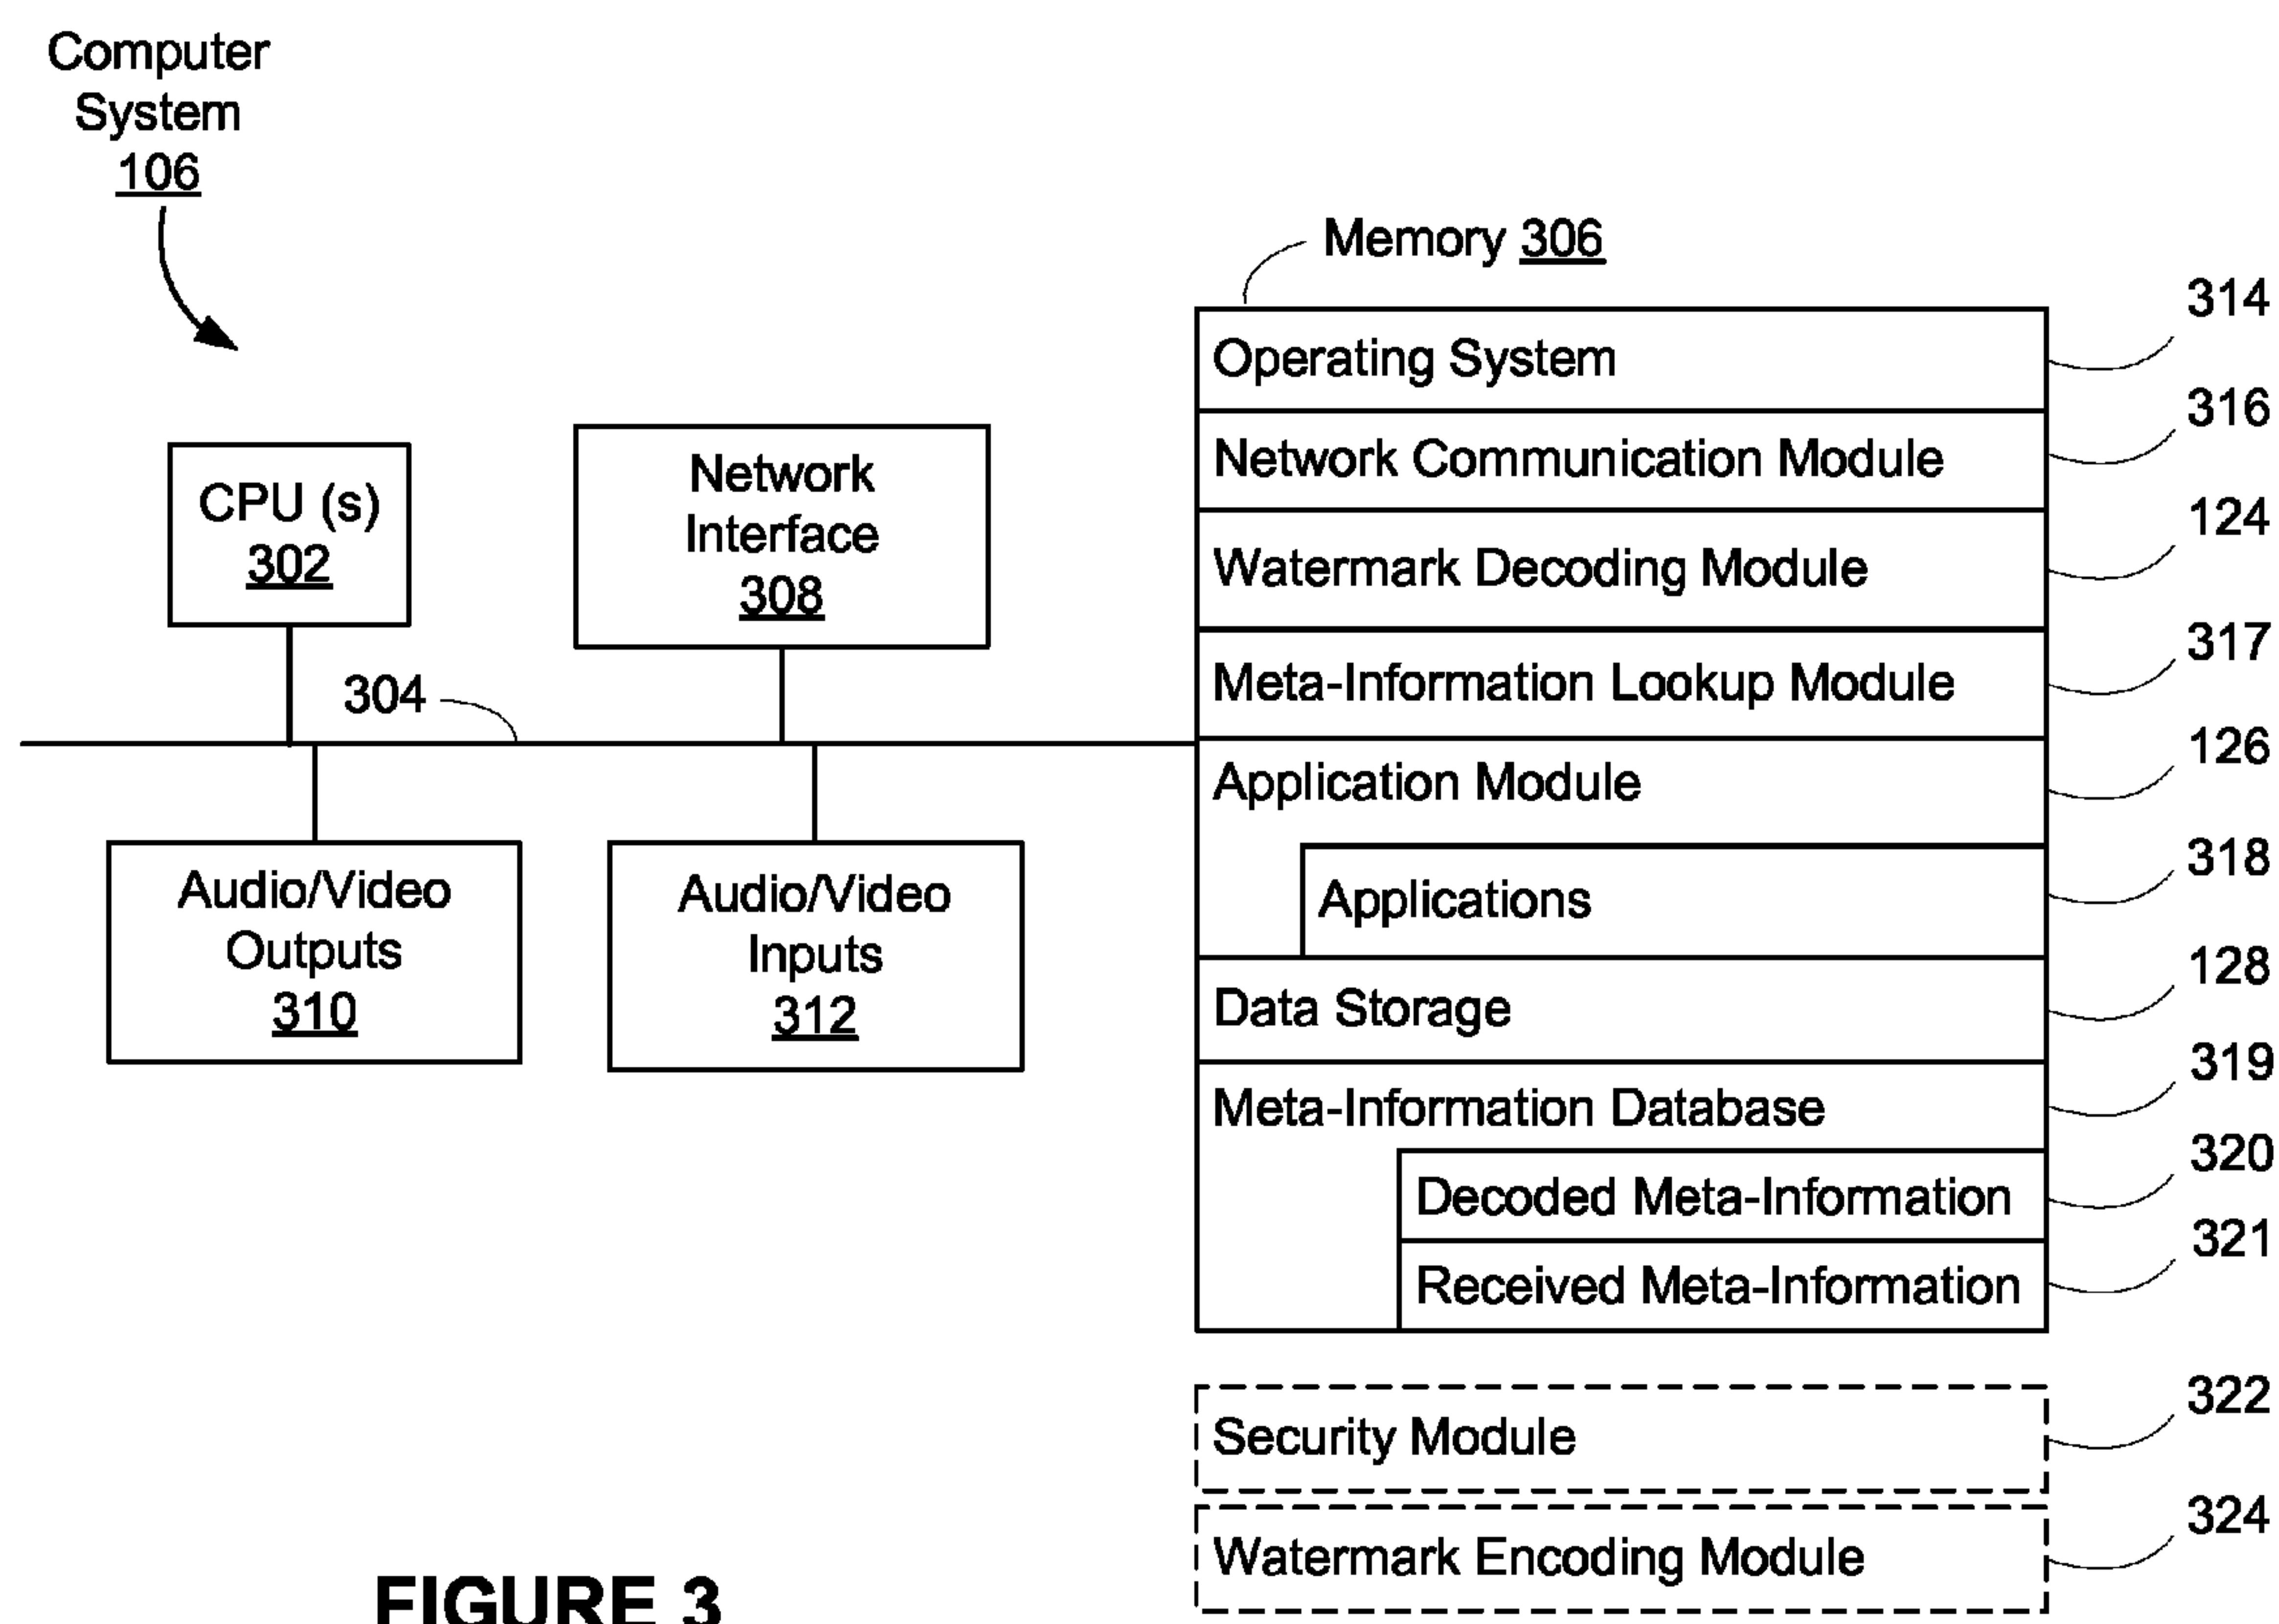 Computer
System
106
Memory 306
314
Operating System
316
Network Communication Module
124
Watermark Decoding Module
317
Meta-Information Lookup Module
126
Application Module
318
Applications
128
Data Storage
319
Meta-Information Database
320
Decoded Meta-Information
321
Received Meta-Information
322
Security Module
324
Watermark Encoding Module
CPU (s)
302
Network
Interface
308
304
Audio/Video
Outputs
310
Audio/Video
Inputs
312
FIGURE 3